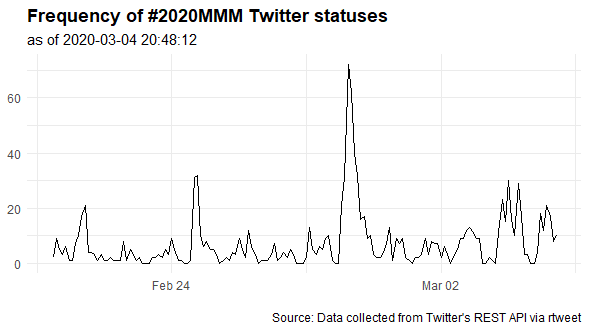 Frequency of #2020MMM Twitter statuses
as of 2020-03-04 20:48:12
60
40
20
0
Feb 24
Mar 02
Source: Data collected from Twitter's REST API via rtweet